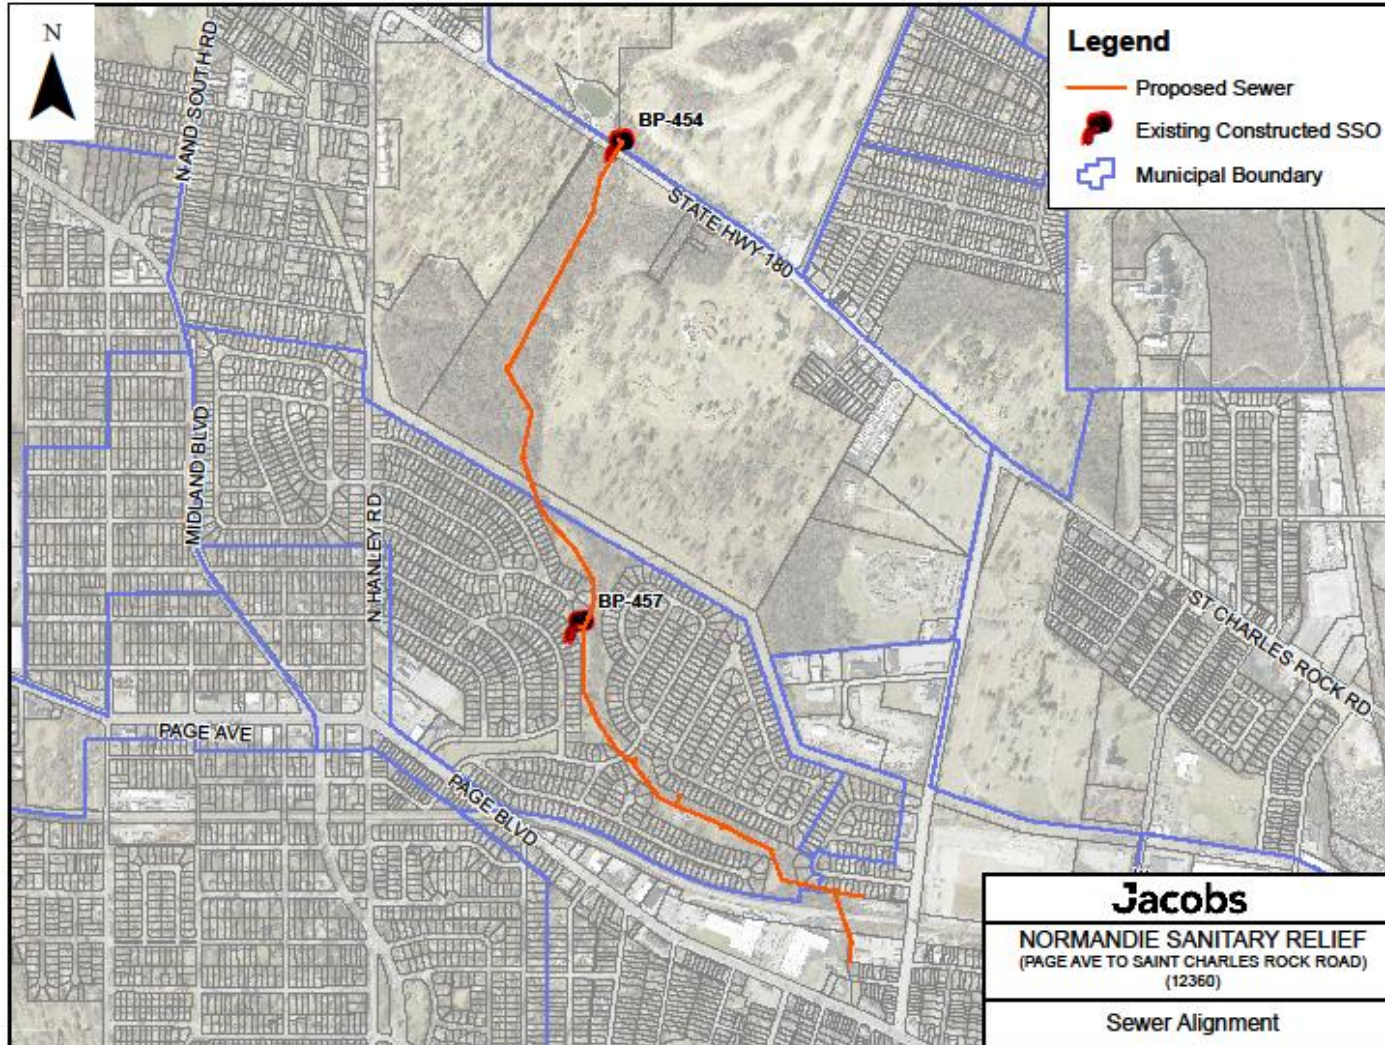 N
N AND SOUTH RD
BP-454
Legend
Proposed Sewer
Existing Constructed SSO
Municipal Boundary
STATE HWY 180
MIDLAND BLVD
N HANLEY RD
BP-457
ST CHARLES ROCK RD
PAGE AVE
PAGE BLVD
Jacobs
NORMANDIE SANITARY RELIEF
(PAGE AVE TO SAINT CHARLES ROCK ROAD)
(12360)
Sewer Alignment